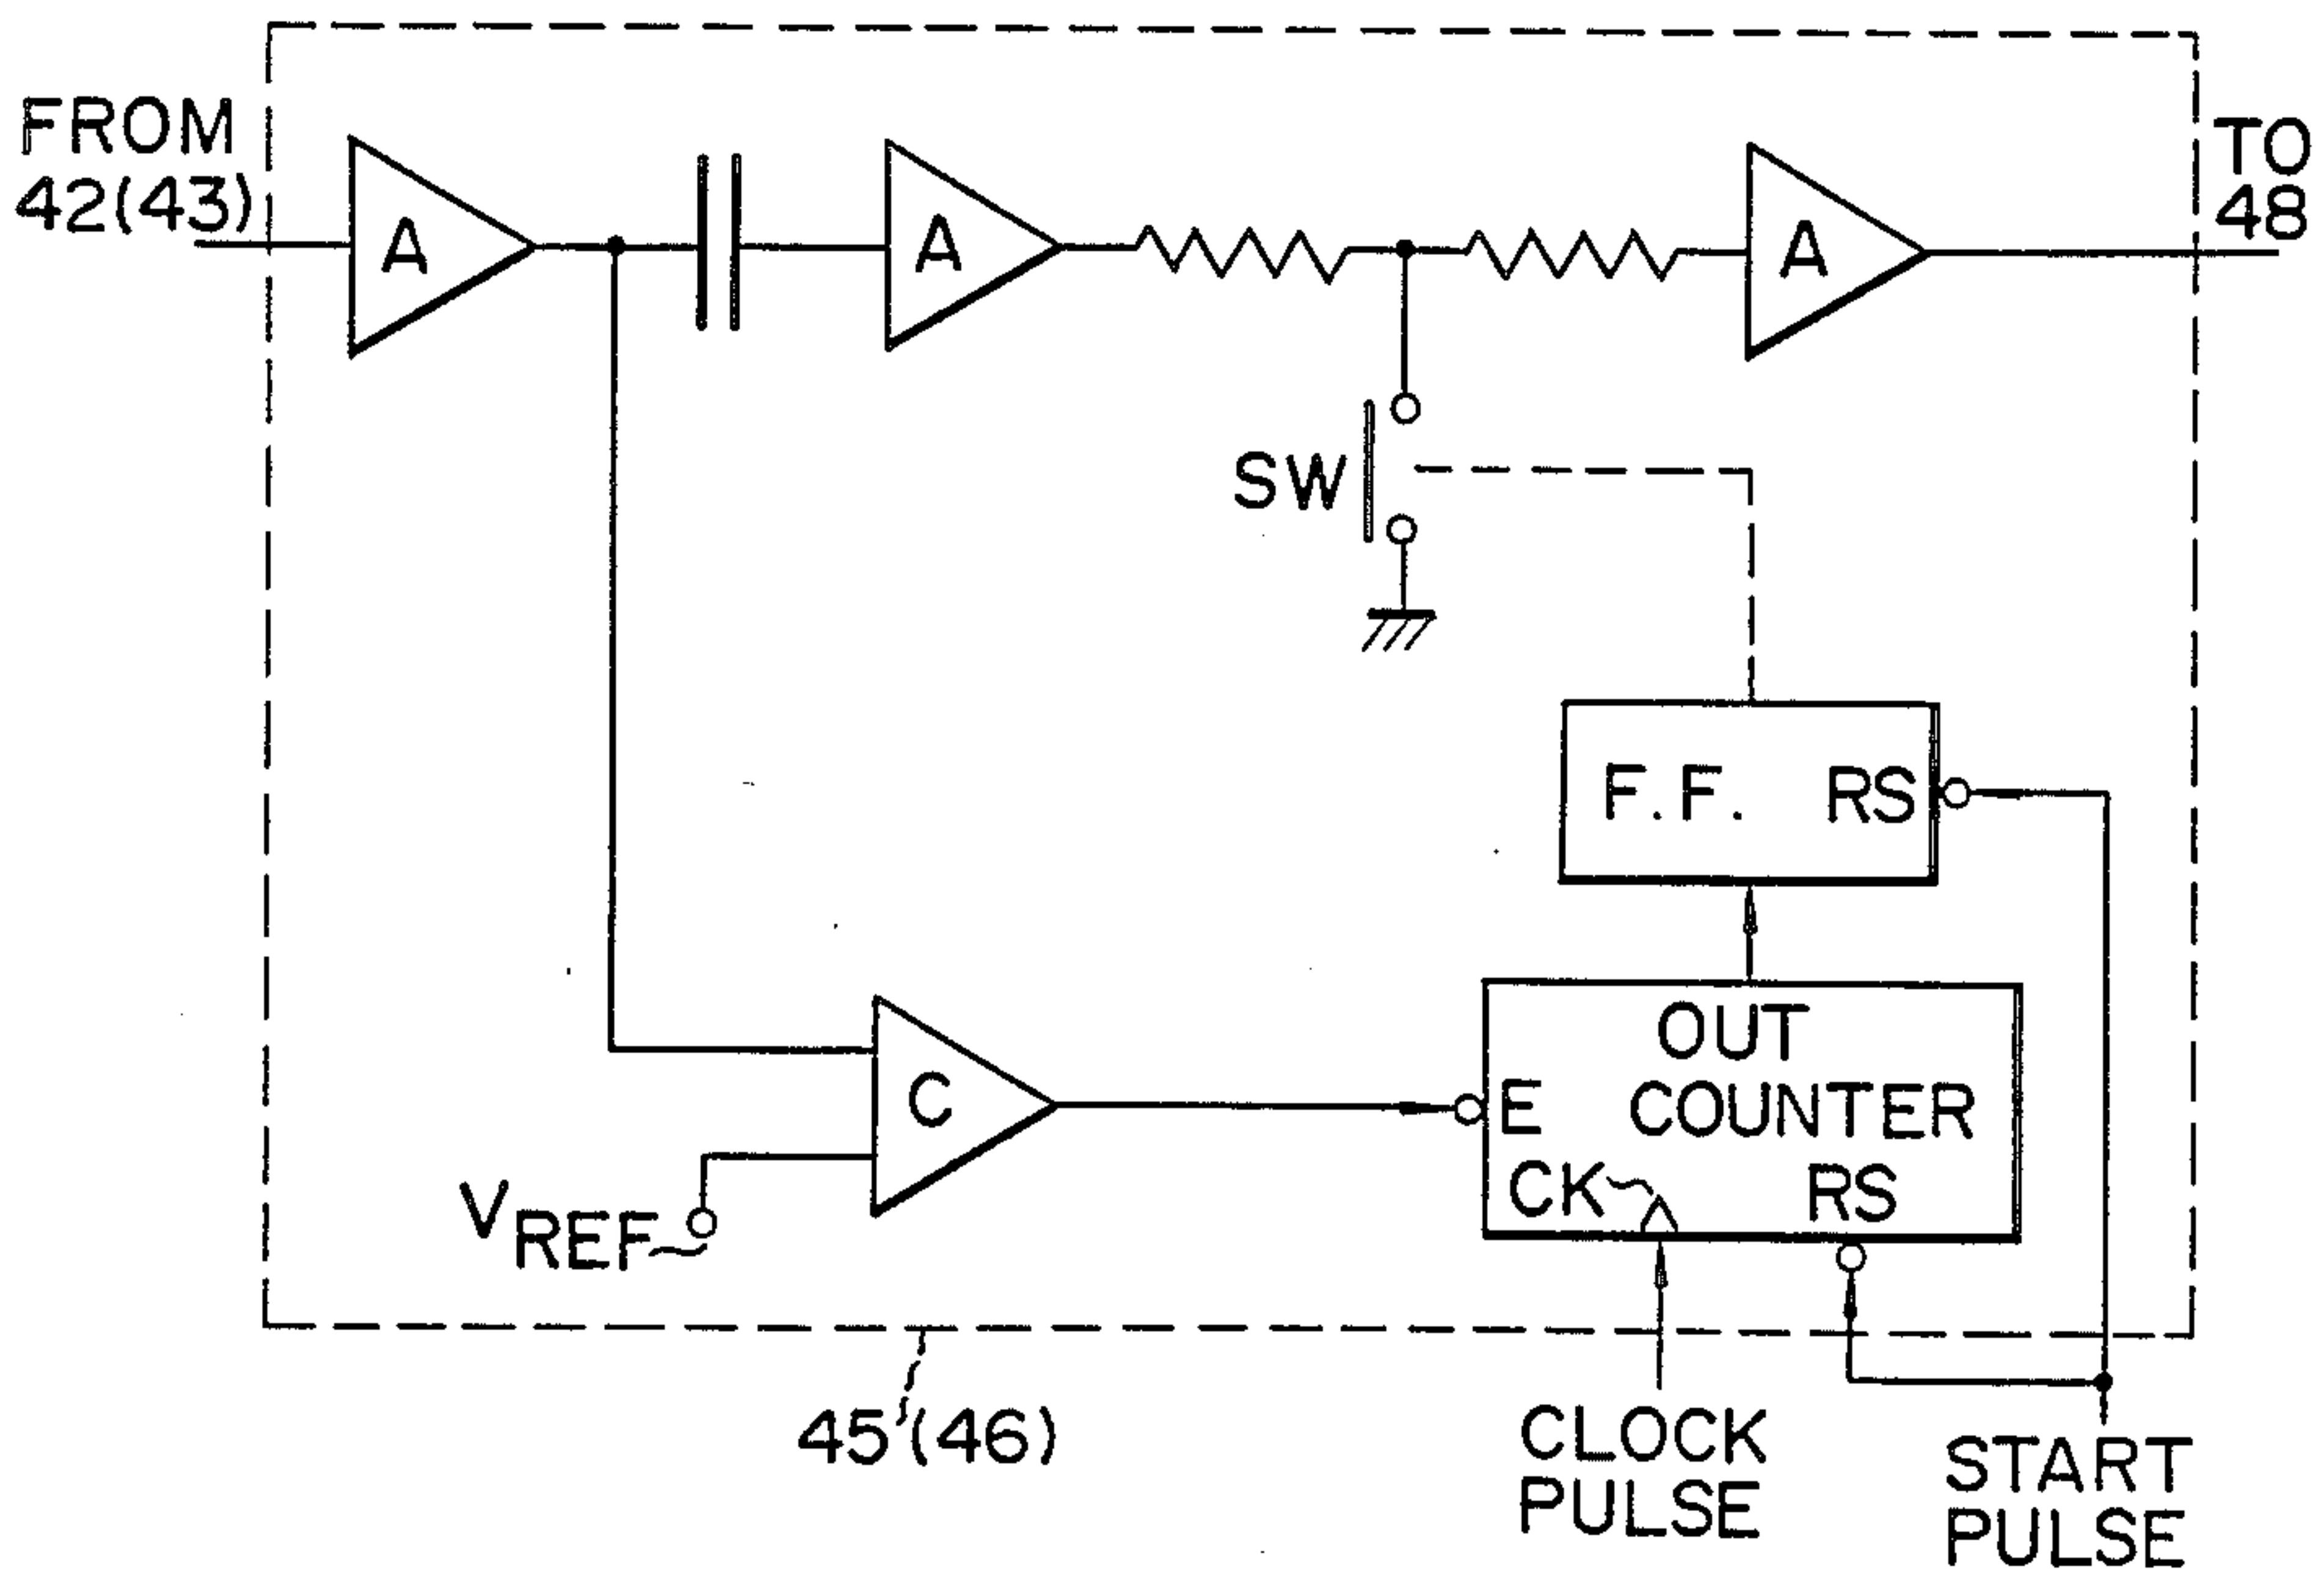 FROM
42(43)
A
A
A
TO
48
SW
F.F. RS
OUT
E COUNTER
CK RS
C
VREF
45(46)
CLOCK
PULSE
START
PULSE